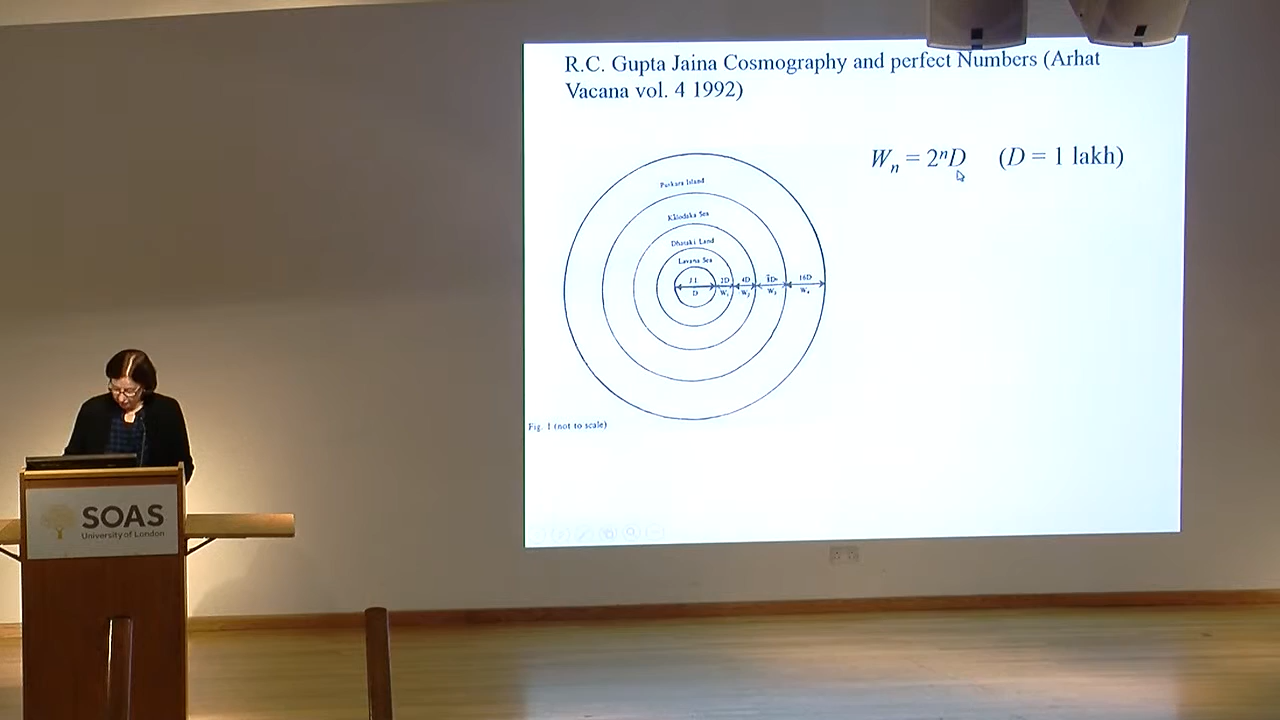 R.C. Gupta Jaina Cosmography and perfect Numbers (Arhat
Vacana vol. 4 1992)
Wn = 2ⁿD (D = 1 lakh)
Puskara Island
Kālodaka Sea
Dhataki Land
Lavana Sea
J I 2D 4D 8D 16D
D W₁ W₂ W₃ W₄
Fig. 1 (not to scale)
SOAS
University of London